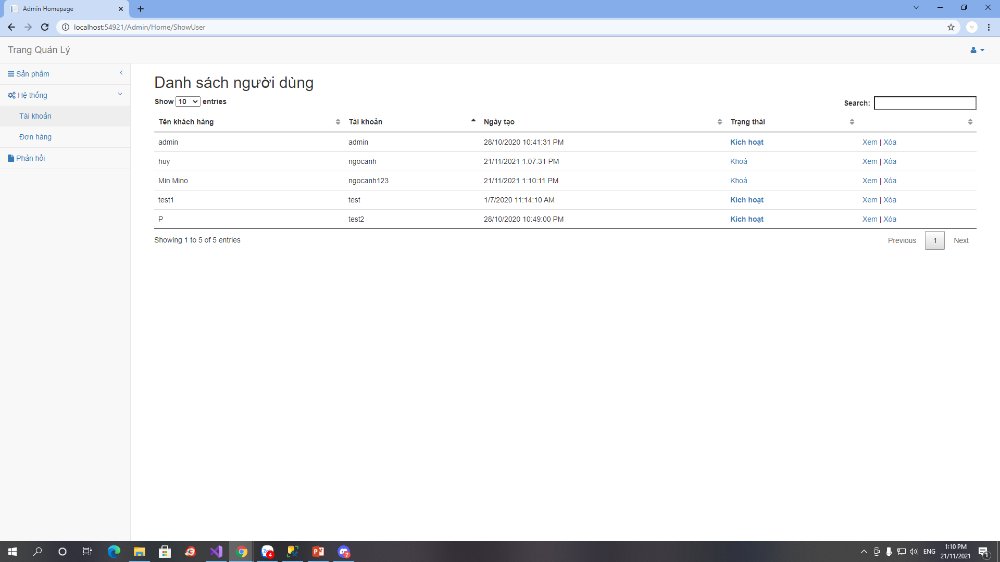 Admin Homepage
localhost:54921/Admin/Home/ShowUser
Trang Quản Lý
Sản phẩm
Hệ thống
Tài khoản
Đơn hàng
Phản hồi
Danh sách người dùng
Show 10 entries
Search:
Tên khách hàng Tài khoản Ngày tạo Trạng thái
admin admin 28/10/2020 10:41:31 PM Kích hoạt Xem | Xóa
huy ngocanh 21/11/2021 1:07:31 PM Khoá Xem | Xóa
Min Mino ngocanh123 21/11/2021 1:10:11 PM Khoá Xem | Xóa
test1 test 1/7/2020 11:14:10 AM Kích hoạt Xem | Xóa
P test2 28/10/2020 10:49:00 PM Kích hoạt Xem | Xóa
Showing 1 to 5 of 5 entries
Previous 1 Next
Zalo 4
7
ENG
1:10 PM
21/11/2021
1